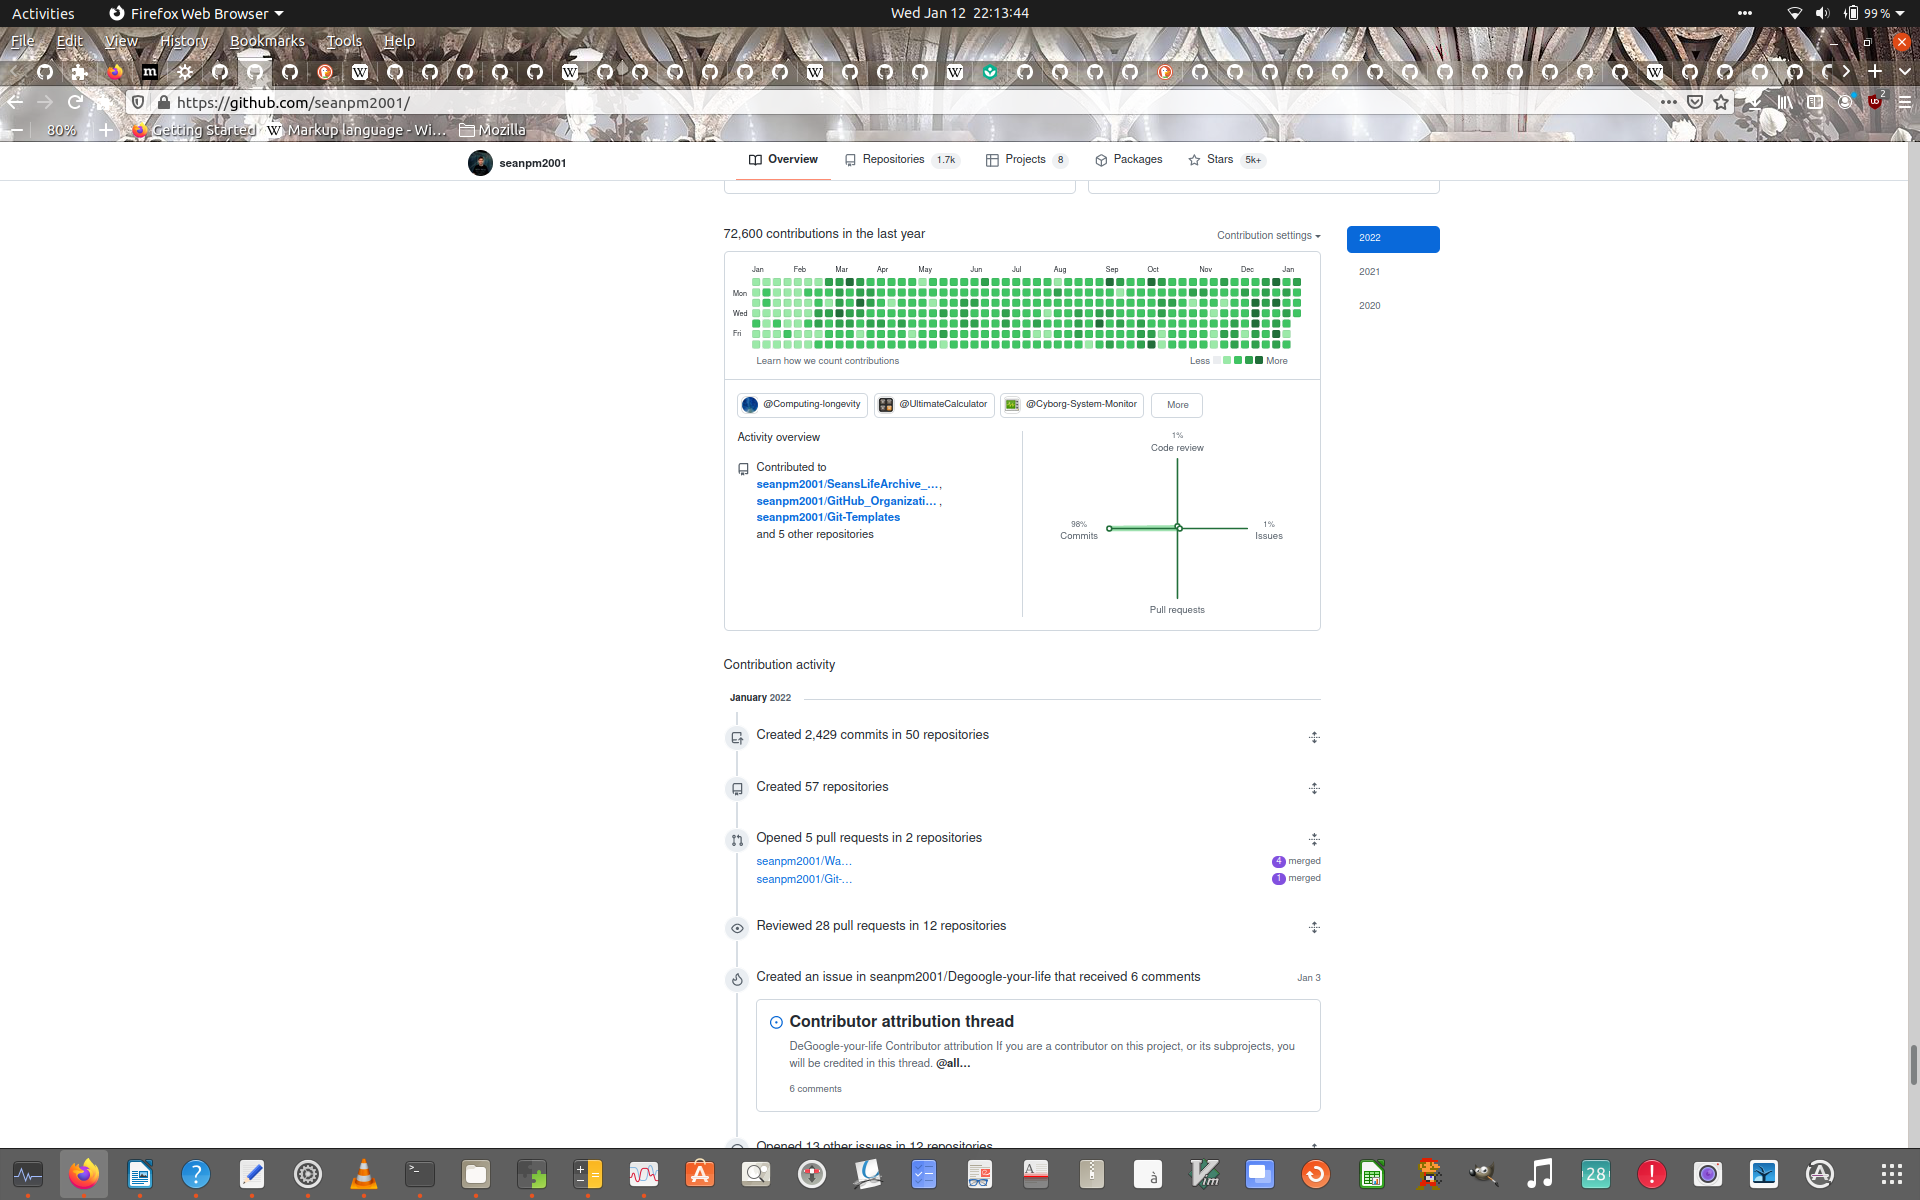 Activities
Firefox Web Browser
Wed Jan 12 22:13:44
99 %
File Edit View History Bookmarks Tools Help
https://github.com/seanpm2001/
2
80%
Getting Started
Markup language - Wi…
Mozilla
seanpm2001
Overview
Repositories 1.7k
Projects 8
Packages
Stars 5k+
72,600 contributions in the last year
Contribution settings
2022
2021
2020
Jan Feb Mar Apr May Jun Jul Aug Sep Oct Nov Dec Jan
Mon
Wed
Fri
Learn how we count contributions
Less More
@Computing-longevity
@UltimateCalculator
@Cyborg-System-Monitor
More
Activity overview
Contributed to
seanpm2001/SeansLifeArchive_…,
seanpm2001/GitHub_Organizati…,
seanpm2001/Git-Templates
and 5 other repositories
1%
Code review
98%
Commits
1%
Issues
Pull requests
Contribution activity
January 2022
Created 2,429 commits in 50 repositories
Created 57 repositories
Opened 5 pull requests in 2 repositories
seanpm2001/Wa…
4 merged
seanpm2001/Git-…
1 merged
Reviewed 28 pull requests in 12 repositories
Created an issue in seanpm2001/Degoogle-your-life that received 6 comments
Jan 3
Contributor attribution thread
DeGoogle-your-life Contributor attribution If you are a contributor on this project, or its subprojects, you
will be credited in this thread. @all…
6 comments
Opened 13 other issues in 12 repositories
28